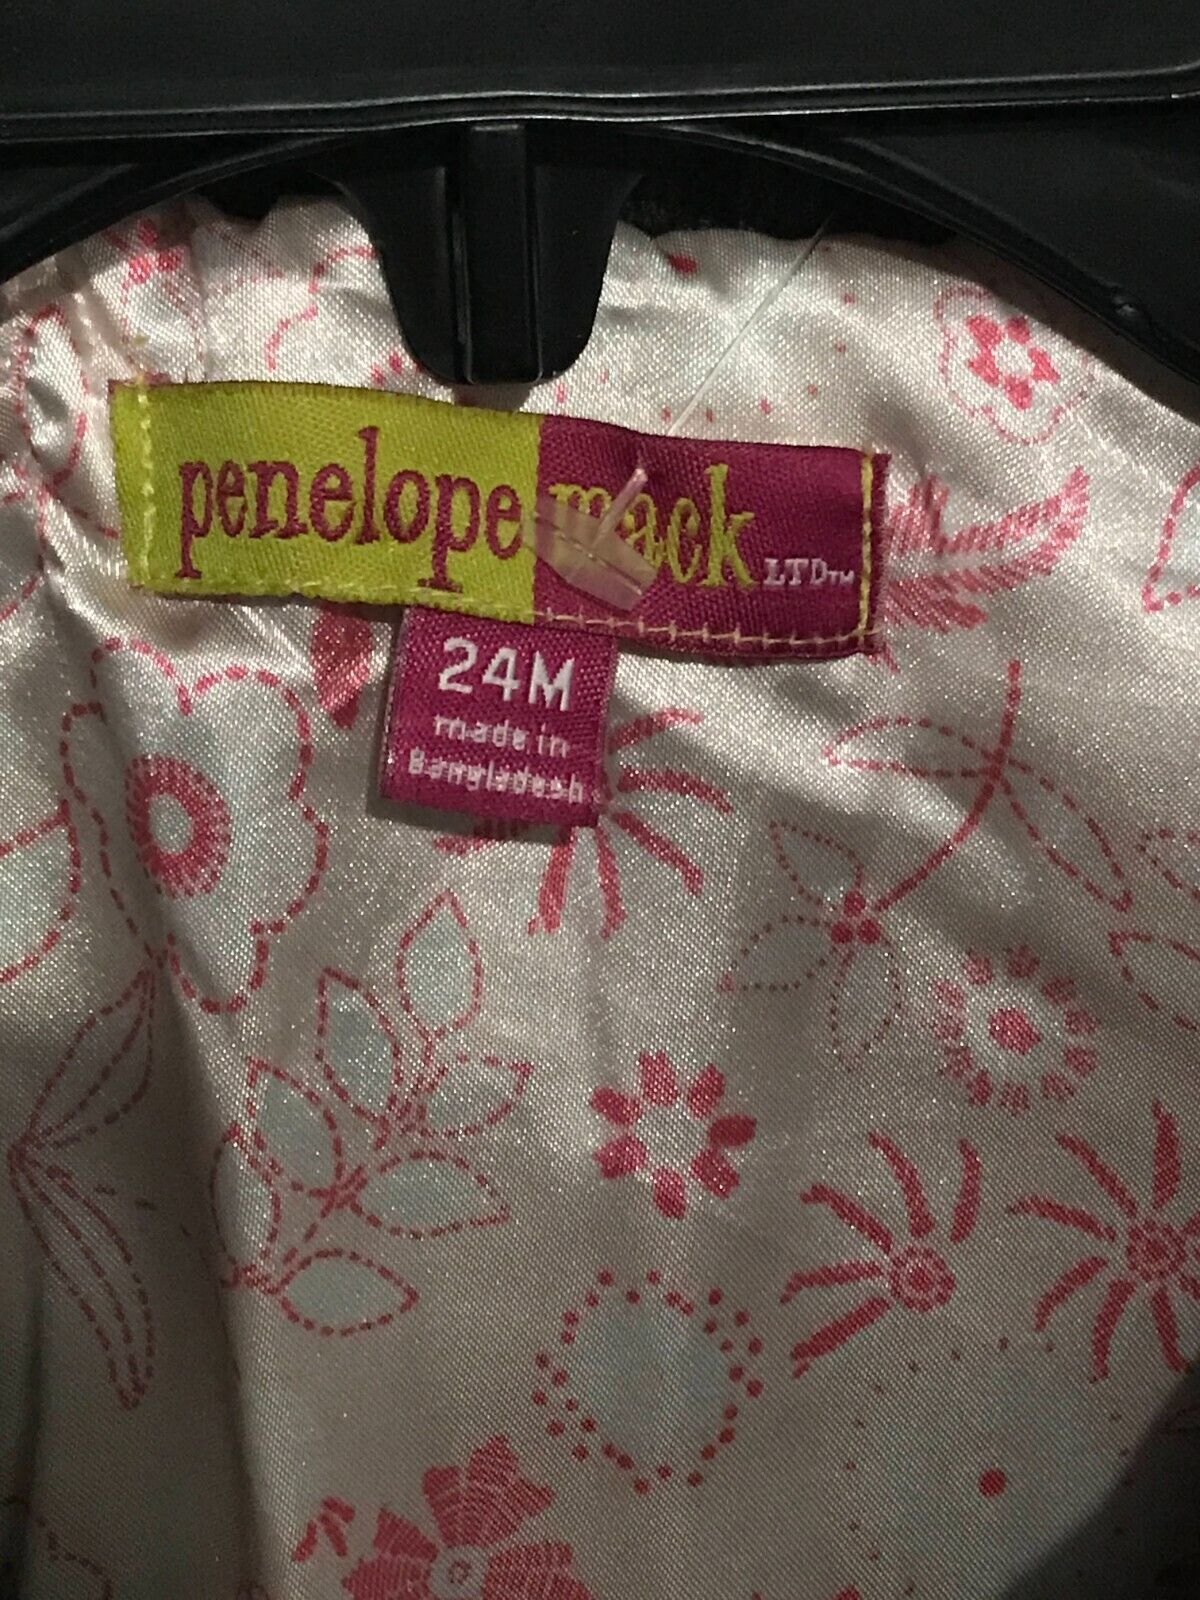 penelope mack LTD™
24M
made in
Bangladesh